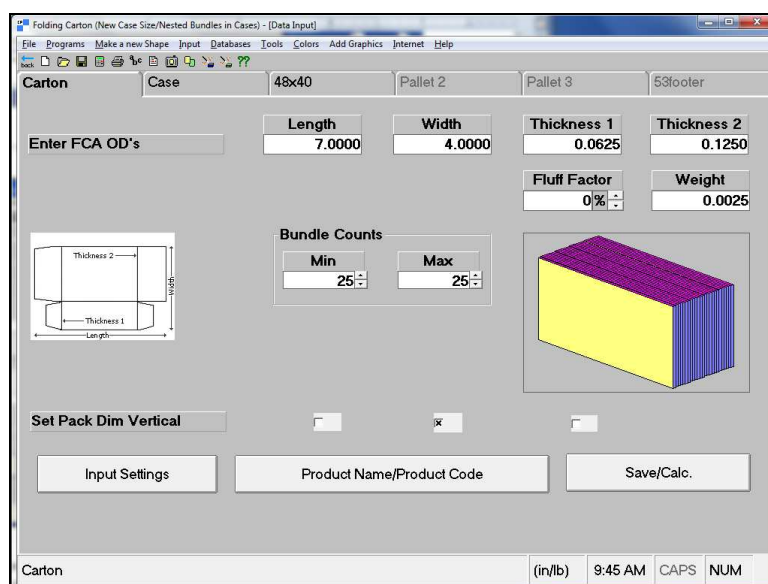 Folding Carton (New Case Size/Nested Bundles in Cases) - [Data Input]
File Programs Make a new Shape Input Databases Tools Colors Add Graphics Internet Help
back abc ??
Carton Case 48x40 Pallet 2 Pallet 3 53footer
Length Width Thickness 1 Thickness 2
Enter FCA OD's 7.0000 4.0000 0.0625 0.1250
Fluff Factor Weight
0 % 0.0025
Bundle Counts
Min Max
25 25
Thickness 2
Width
Thickness 1
Length
Set Pack Dim Vertical
Input Settings Product Name/Product Code Save/Calc.
Carton (in/lb) 9:45 AM CAPS NUM